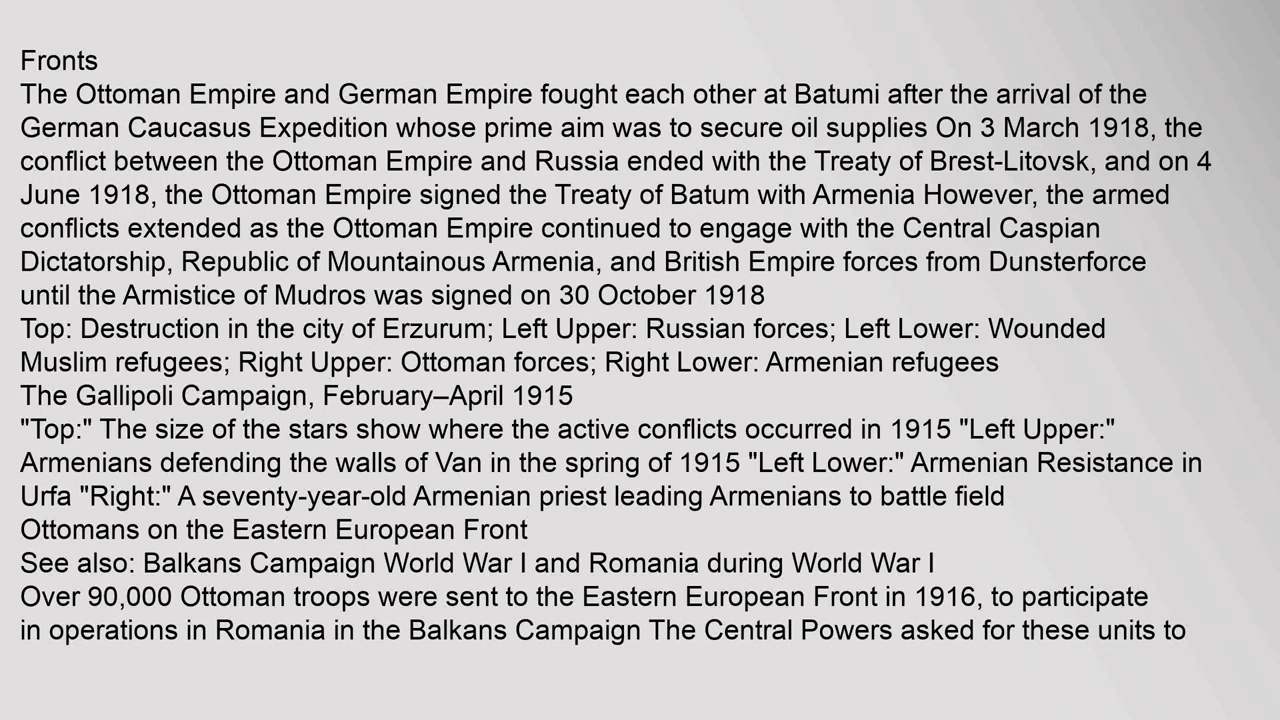 Fronts
The Ottoman Empire and German Empire fought each other at Batumi after the arrival of the
German Caucasus Expedition whose prime aim was to secure oil supplies On 3 March 1918, the
conflict between the Ottoman Empire and Russia ended with the Treaty of Brest-Litovsk, and on 4
June 1918, the Ottoman Empire signed the Treaty of Batum with Armenia However, the armed
conflicts extended as the Ottoman Empire continued to engage with the Central Caspian
Dictatorship, Republic of Mountainous Armenia, and British Empire forces from Dunsterforce
until the Armistice of Mudros was signed on 30 October 1918
Top: Destruction in the city of Erzurum; Left Upper: Russian forces; Left Lower: Wounded
Muslim refugees; Right Upper: Ottoman forces; Right Lower: Armenian refugees
The Gallipoli Campaign, February–April 1915
"Top:" The size of the stars show where the active conflicts occurred in 1915 "Left Upper:"
Armenians defending the walls of Van in the spring of 1915 "Left Lower:" Armenian Resistance in
Urfa "Right:" A seventy-year-old Armenian priest leading Armenians to battle field
Ottomans on the Eastern European Front
See also: Balkans Campaign World War I and Romania during World War I
Over 90,000 Ottoman troops were sent to the Eastern European Front in 1916, to participate
in operations in Romania in the Balkans Campaign The Central Powers asked for these units to